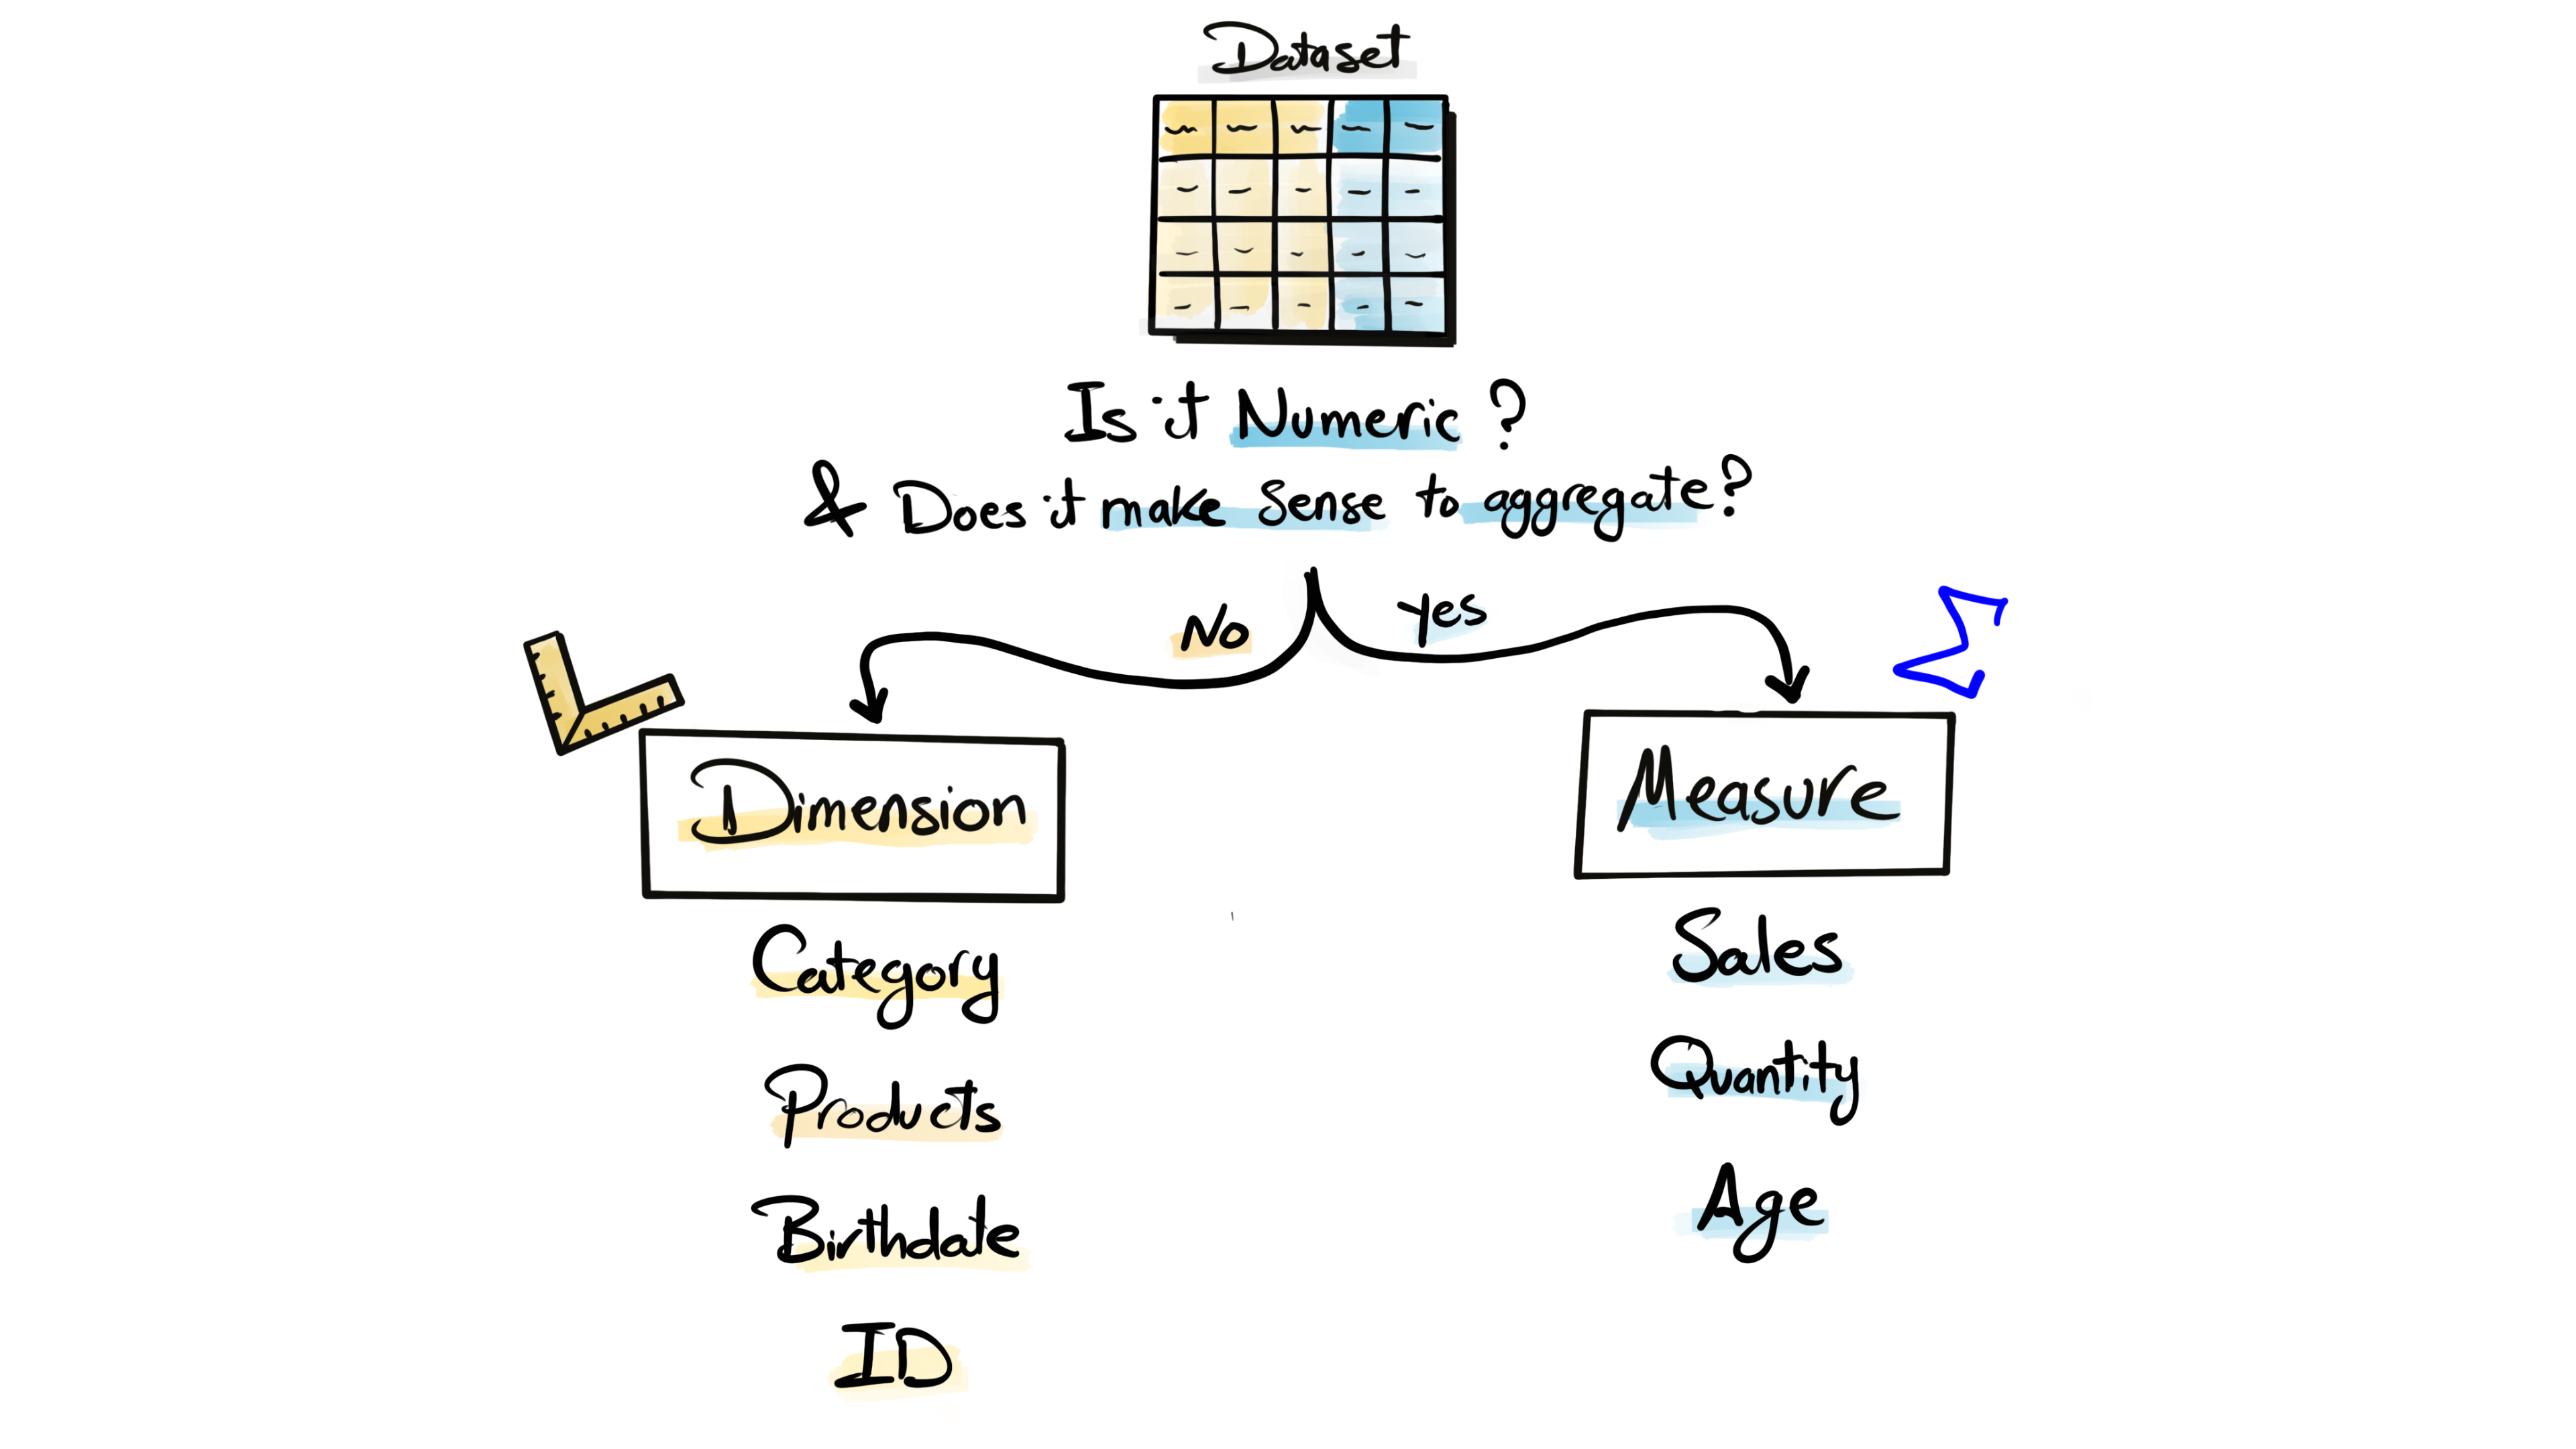 Dataset
Is it Numeric?
& Does it make Sense to aggregate?
No
yes
Dimension
Category
Products
Birthdate
ID
Σ
Measure
Sales
Quantity
Age